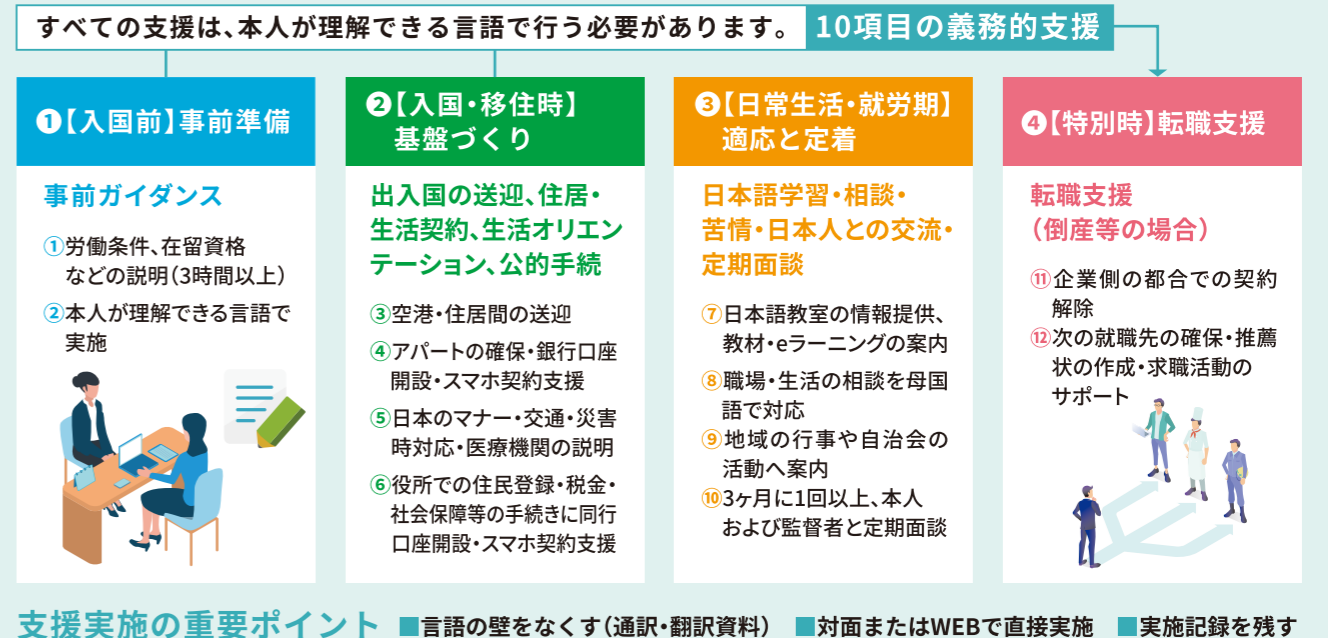 すべての支援は、本人が理解できる言語で行う必要があります。 10項目の義務的支援
❶【入国前】事前準備
事前ガイダンス
①労働条件、在留資格
などの説明(3時間以上)
②本人が理解できる言語で
実施
❷【入国・移住時】
基盤づくり
出入国の送迎、住居・
生活契約、生活オリエン
テーション、公的手続
③空港・住居間の送迎
④アパートの確保・銀行口座
開設・スマホ契約支援
⑤日本のマナー・交通・災害
時対応・医療機関の説明
⑥役所での住民登録・税金・
社会保障等の手続きに同行
口座開設・スマホ契約支援
❸【日常生活・就労期】
適応と定着
日本語学習・相談・
苦情・日本人との交流・
定期面談
⑦日本語教室の情報提供、
教材・eラーニングの案内
⑧職場・生活の相談を母国
語で対応
⑨地域の行事や自治会の
活動へ案内
⑩3ヶ月に1回以上、本人
および監督者と定期面談
❹【特別時】転職支援
転職支援
(倒産等の場合)
⑪企業側の都合での契約
解除
⑫次の就職先の確保・推薦
状の作成・求職活動の
サポート
支援実施の重要ポイント ■言語の壁をなくす(通訳・翻訳資料) ■対面またはWEBで直接実施 ■実施記録を残す